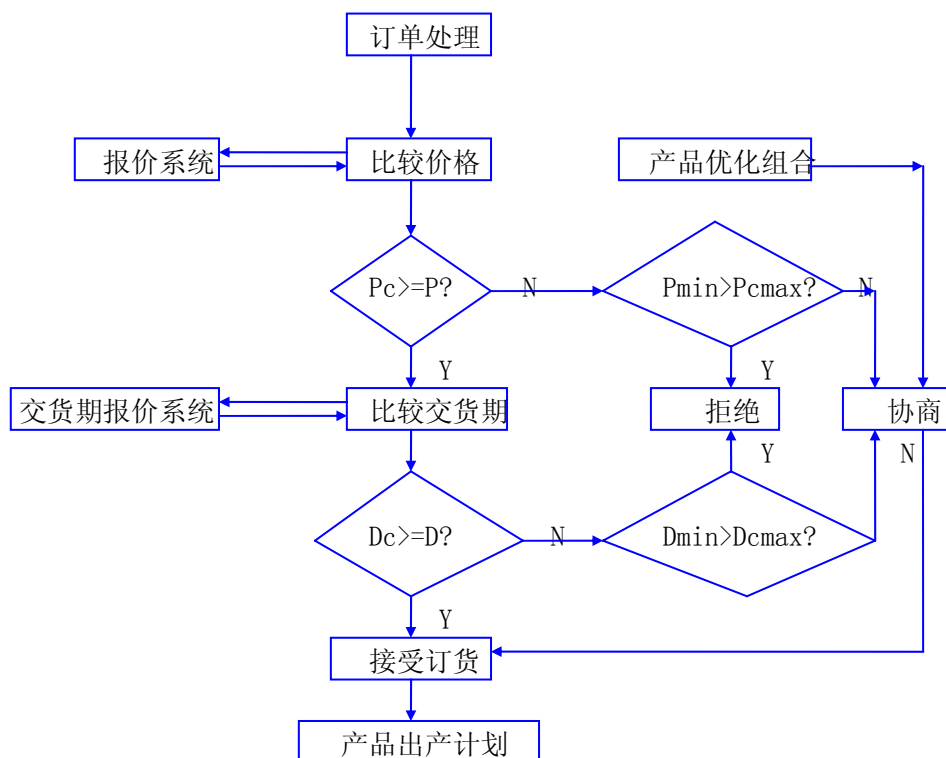 订单处理
报价系统
比较价格
产品优化组合
Pc>=P?
N
Pmin>Pcmax?
N
Y
Y
交货期报价系统
比较交货期
拒绝
协商
Y
N
Dc>=D?
N
Dmin>Dcmax?
Y
接受订货
产品出产计划